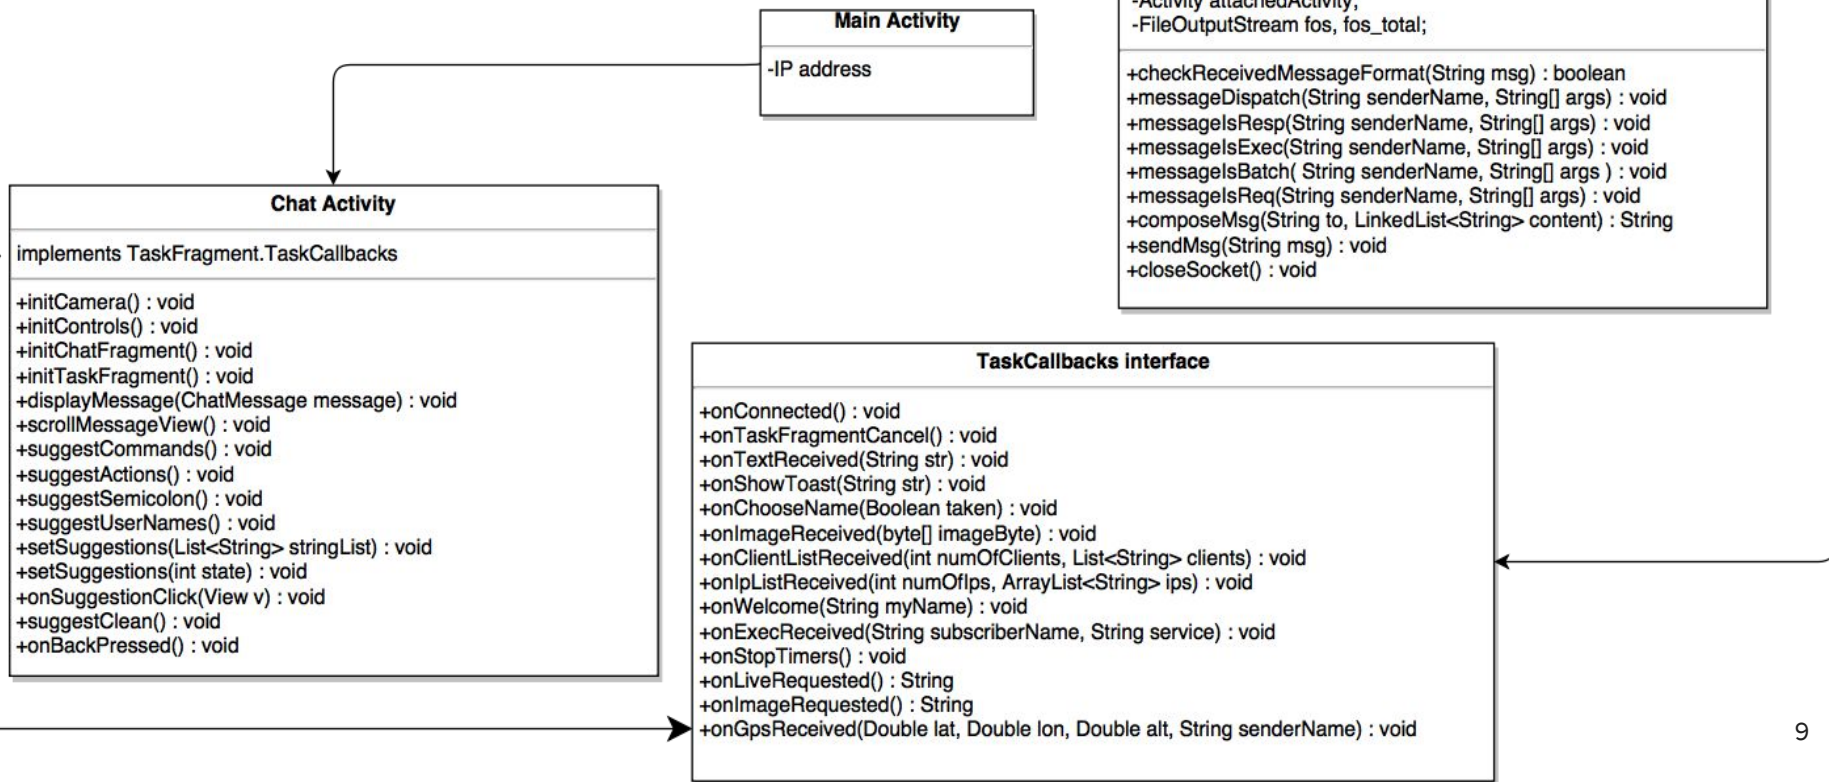 Main Activity
-IP address
-Activity attachedActivity;
-FileOutputStream fos, fos_total;
+checkReceivedMessageFormat(String msg) : boolean
+messageDispatch(String senderName, String[] args) : void
+messageIsResp(String senderName, String[] args) : void
+messageIsExec(String senderName, String[] args) : void
+messageIsBatch( String senderName, String[] args ) : void
+messageIsReq(String senderName, String[] args) : void
+composeMsg(String to, LinkedList<String> content) : String
+sendMsg(String msg) : void
+closeSocket() : void
Chat Activity
implements TaskFragment.TaskCallbacks
+initCamera() : void
+initControls() : void
+initChatFragment() : void
+initTaskFragment() : void
+displayMessage(ChatMessage message) : void
+scrollMessageView() : void
+suggestCommands() : void
+suggestActions() : void
+suggestSemicolon() : void
+suggestUserNames() : void
+setSuggestions(List<String> stringList) : void
+setSuggestions(int state) : void
+onSuggestionClick(View v) : void
+suggestClean() : void
+onBackPressed() : void
TaskCallbacks interface
+onConnected() : void
+onTaskFragmentCancel() : void
+onTextReceived(String str) : void
+onShowToast(String str) : void
+onChooseName(Boolean taken) : void
+onImageReceived(byte[] imageByte) : void
+onClientListReceived(int numOfClients, List<String> clients) : void
+onIpListReceived(int numOfIps, ArrayList<String> ips) : void
+onWelcome(String myName) : void
+onExecReceived(String subscriberName, String service) : void
+onStopTimers() : void
+onLiveRequested() : String
+onImageRequested() : String
+onGpsReceived(Double lat, Double lon, Double alt, String senderName) : void
9